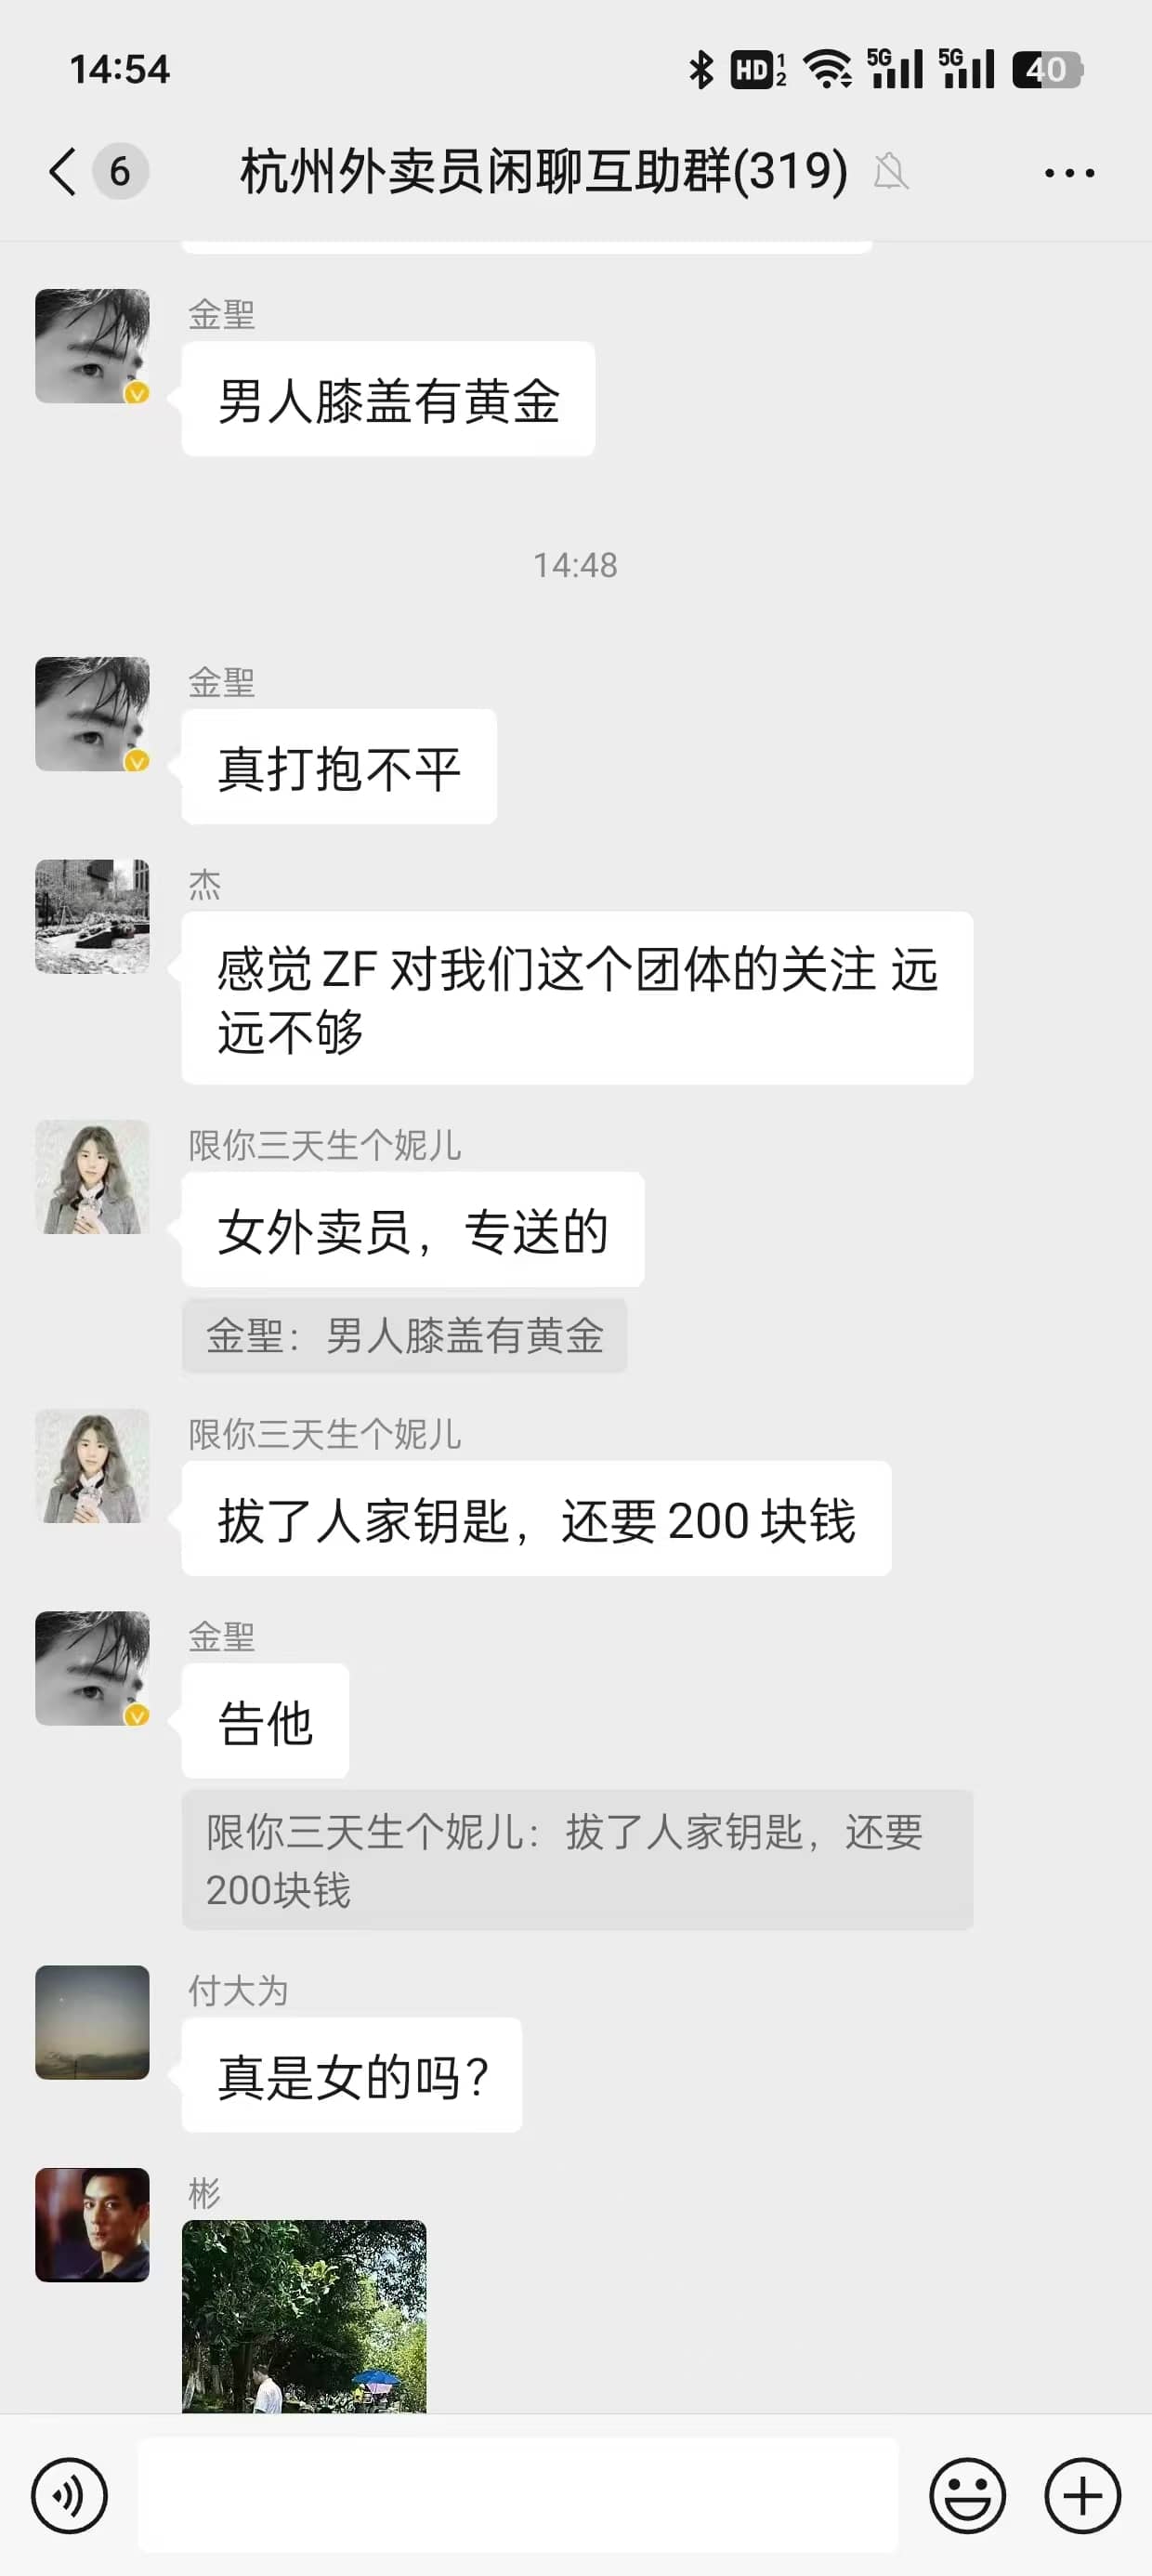 14:54
HD 1 2
5G
5G
40
6
杭州外卖员闲聊互助群(319)
金聖
男人膝盖有黄金
14:48
金聖
真打抱不平
杰
感觉 ZF 对我们这个团体的关注 远
远不够
限你三天生个妮儿
女外卖员，专送的
金聖：男人膝盖有黄金
限你三天生个妮儿
拔了人家钥匙，还要 200 块钱
金聖
告他
限你三天生个妮儿：拔了人家钥匙，还要
200块钱
付大为
真是女的吗？
彬